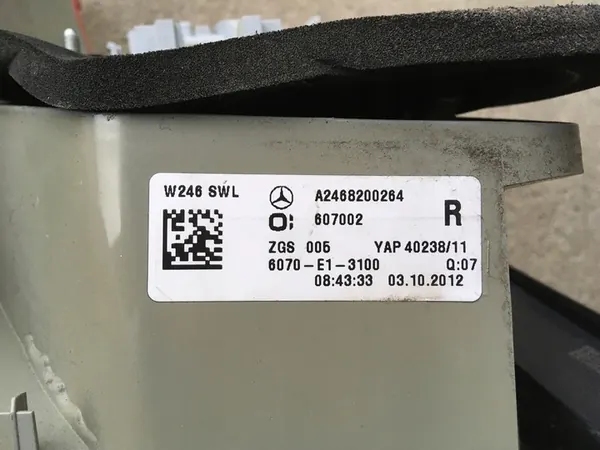 W246 SWL A2468200264
O: 607002 R
ZGS 005 YAP 40238/11
6070-E1-3100 Q:07
08:43:33 03.10.2012